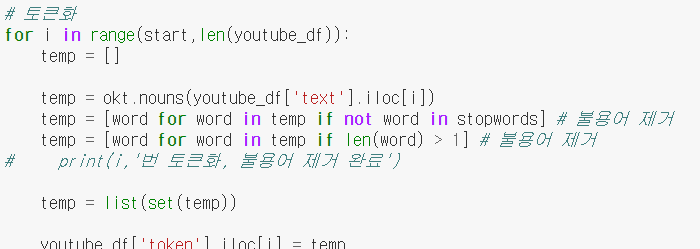 # 토큰화
for i in range(start,len(youtube_df)):
    temp = []
    temp = okt.nouns(youtube_df['text'].iloc[i])
    temp = [word for word in temp if not word in stopwords] # 불용어 제거
    temp = [word for word in temp if len(word) > 1] # 불용어 제거
#     print(i,'번 토큰화, 불용어 제거 완료')
    temp = list(set(temp))
    youtube_df['token'].iloc[i] = temp